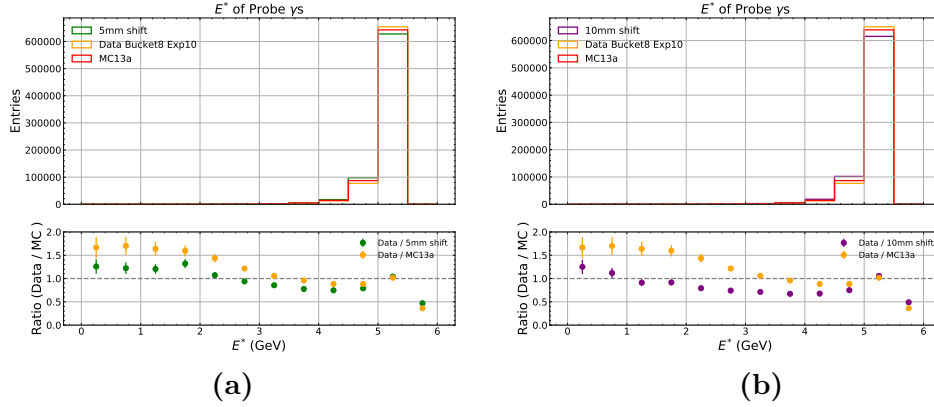 E* of Probe γs
600000
500000
400000
300000
200000
100000
0
Entries
5mm shift
Data Bucket8 Exp10
MC13a
2.0
1.5
1.0
0.5
0.0
Ratio (Data / MC )
Data / 5mm shift
Data / MC13a
0 1 2 3 4 5 6
E* (GeV)
(a)
E* of Probe γs
600000
500000
400000
300000
200000
100000
0
Entries
10mm shift
Data Bucket8 Exp10
MC13a
2.0
1.5
1.0
0.5
0.0
Ratio (Data / MC )
Data / 10mm shift
Data / MC13a
0 1 2 3 4 5 6
E* (GeV)
(b)